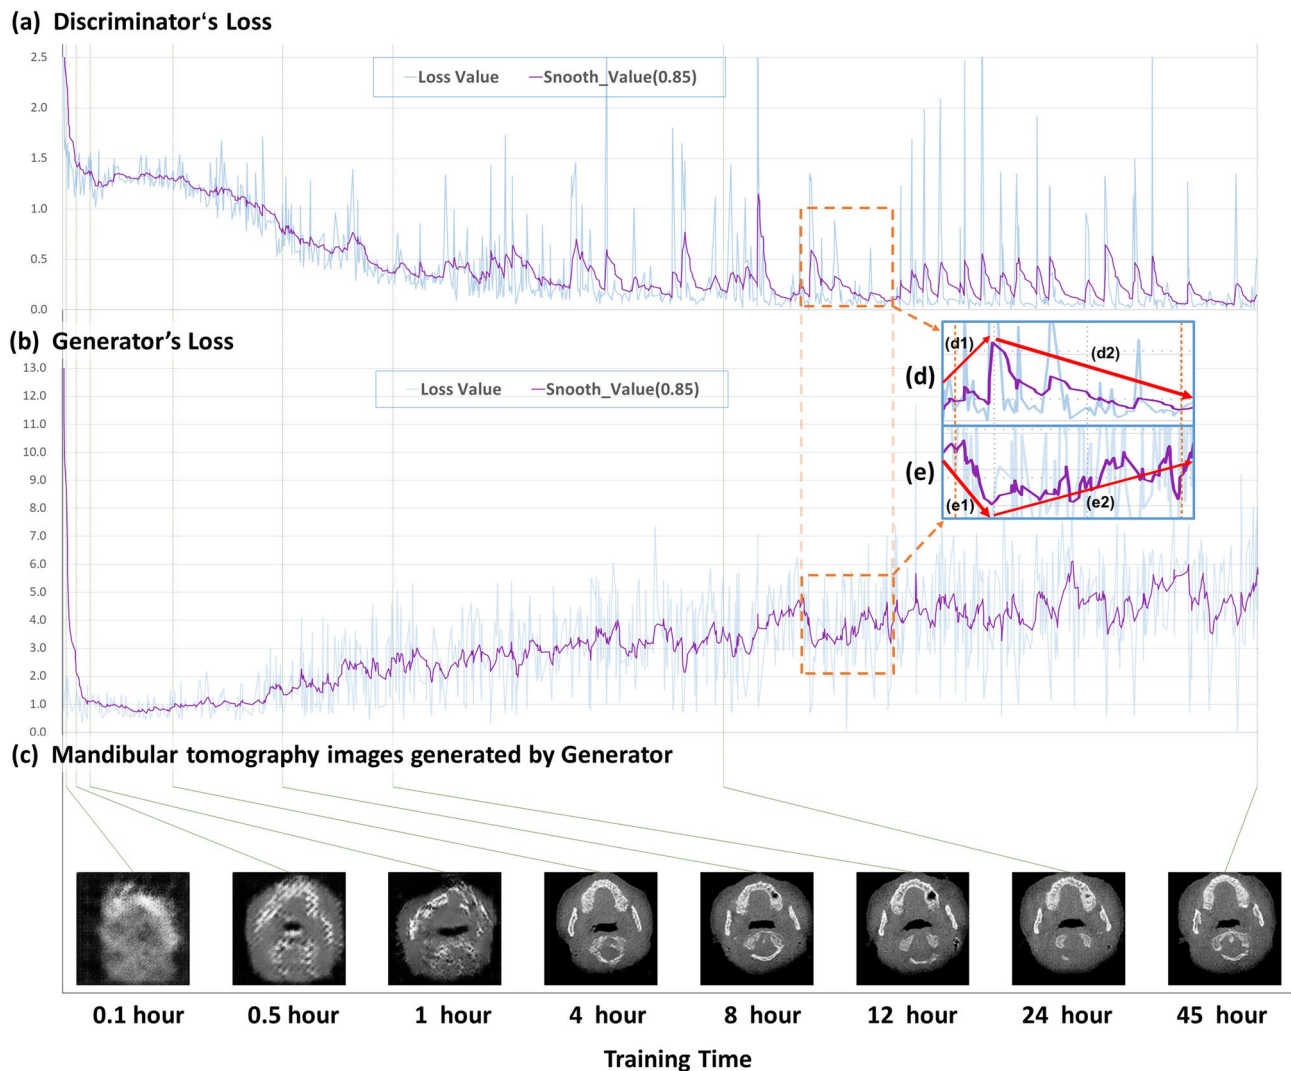 (a) Discriminator‘s Loss
2.5
Loss Value Snooth_Value(0.85)
2.0
1.5
1.0
0.5
0.0
(b) Generator’s Loss
13.0
Loss Value Snooth_Value(0.85)
12.0
11.0
10.0
9.0
8.0
7.0
6.0
5.0
4.0
3.0
2.0
1.0
0.0
(d)
(d1)
(d2)
(e)
(e1)
(e2)
(c) Mandibular tomography images generated by Generator
0.1 hour 0.5 hour 1 hour 4 hour 8 hour 12 hour 24 hour 45 hour
Training Time